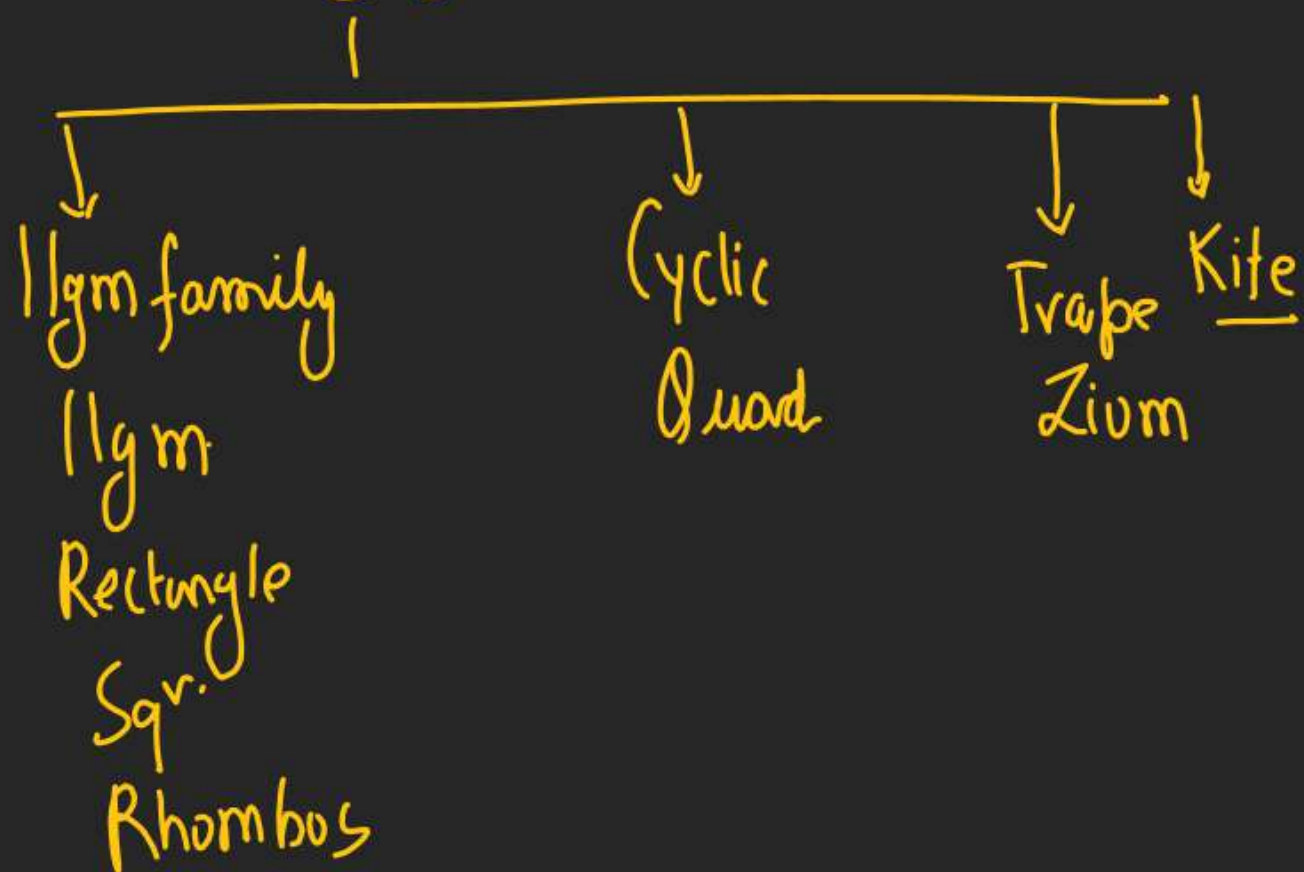 ||gm family
||gm
Rectangle
Sqr.
Rhombos
Cyclic
Quad
Trape
Zium
Kite